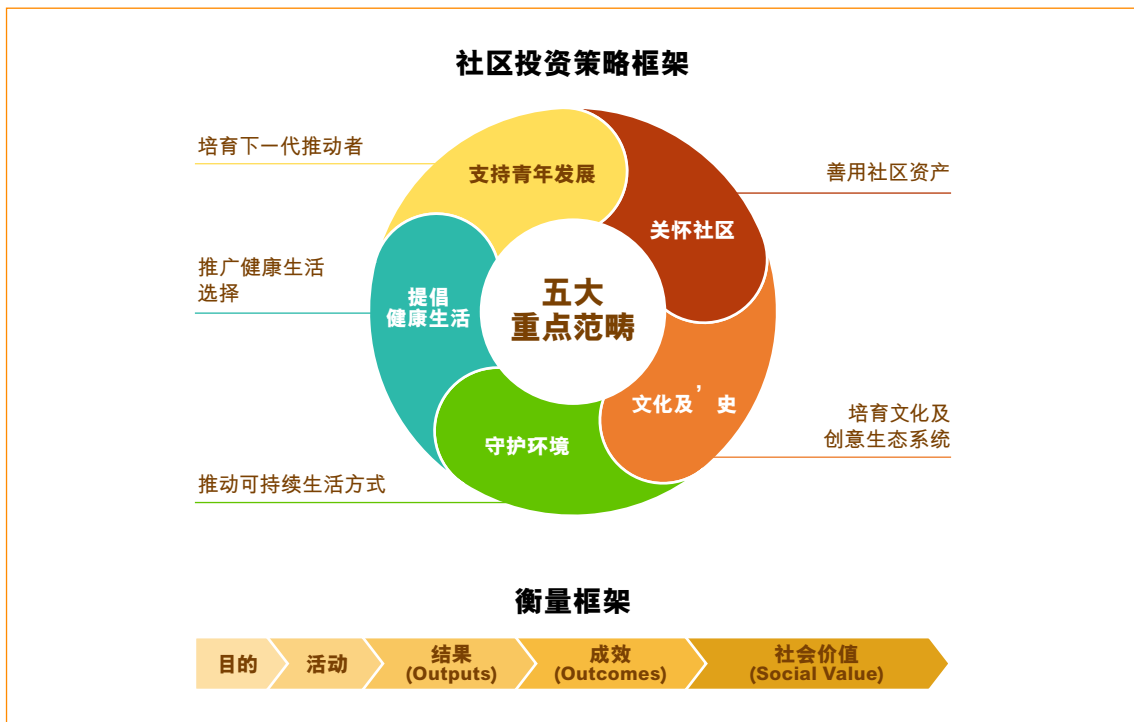 社区投资策略框架
培育下一代推动者
支持青年发展
善用社区资产
关怀社区
推广健康生活
选择
提倡
健康生活
五大
重点范畴
文化及’史
培育文化及
创意生态系统
守护环境
推动可持续生活方式
衡量框架
目的
活动
结果
(Outputs)
成效
(Outcomes)
社会价值
(Social Value)